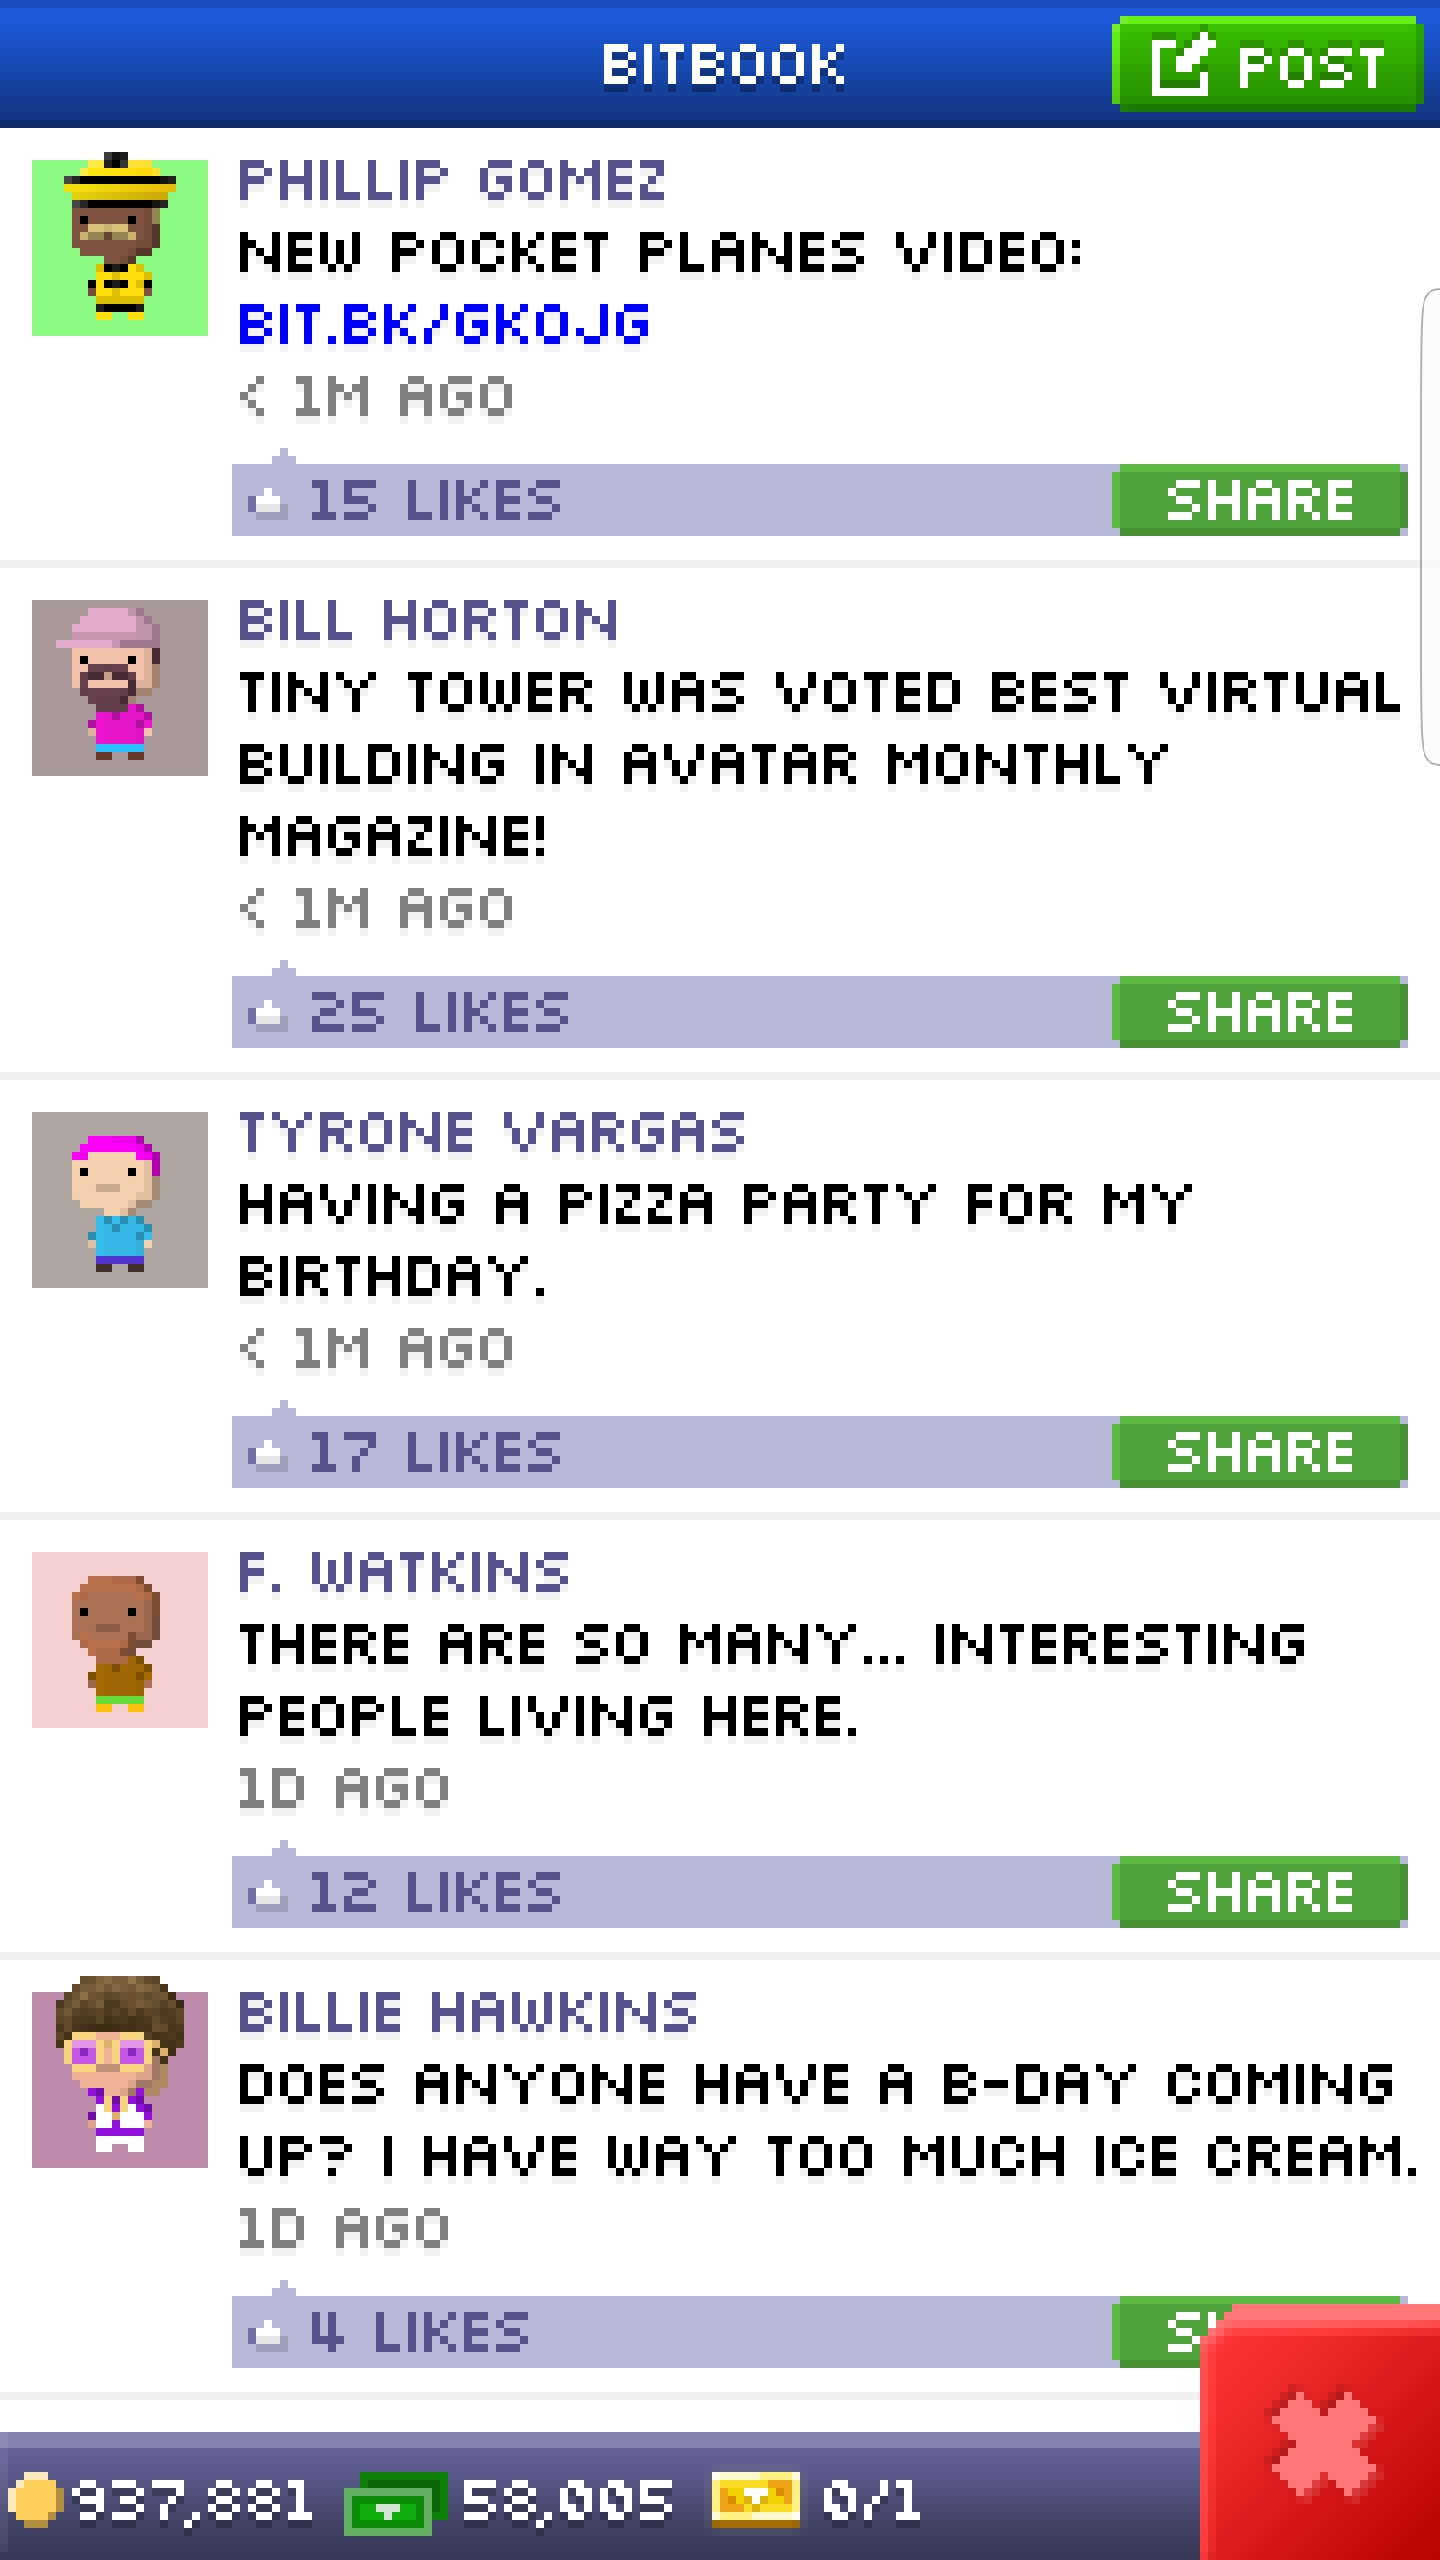 BITBOOK
POST
PHILLIP GOMEZ
NEW POCKET PLANES VIDEO:
BIT.BK/GKOJG
< 1M AGO
15 LIKES
SHARE
BILL HORTON
TINY TOWER WAS VOTED BEST VIRTUAL
BUILDING IN AVATAR MONTHLY
MAGAZINE!
< 1M AGO
25 LIKES
SHARE
TYRONE VARGAS
HAVING A PIZZA PARTY FOR MY
BIRTHDAY.
< 1M AGO
17 LIKES
SHARE
F. WATKINS
THERE ARE SO MANY... INTERESTING
PEOPLE LIVING HERE.
1D AGO
12 LIKES
SHARE
BILLIE HAWKINS
DOES ANYONE HAVE A B-DAY COMING
UP? I HAVE WAY TOO MUCH ICE CREAM.
1D AGO
4 LIKES
937,881
58,005
0/1